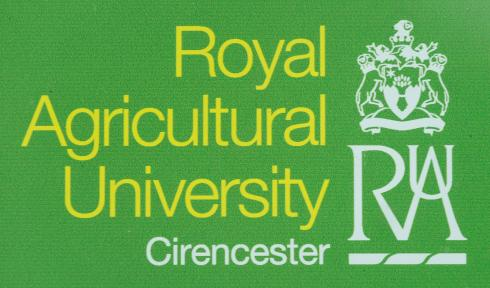 Royal
Agricultural
University
Cirencester
RAU